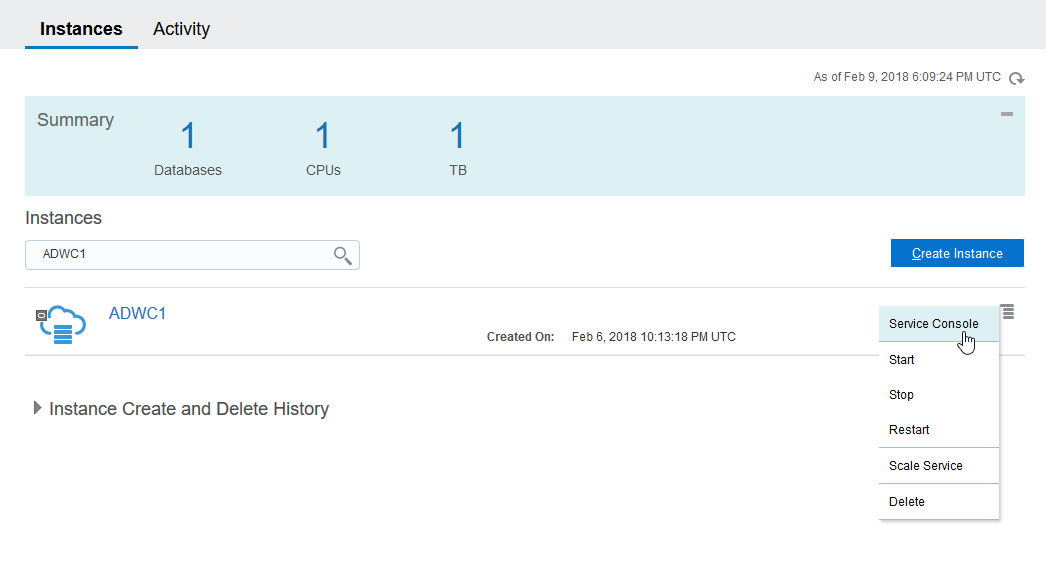 Instances Activity
As of Feb 9, 2018 6:09:24 PM UTC
Summary
1 1 1
Databases CPUs TB
Instances
ADWC1
Create Instance
ADWC1
Created On: Feb 6, 2018 10:13:18 PM UTC
Service Console
Start
Stop
Restart
Scale Service
Delete
Instance Create and Delete History